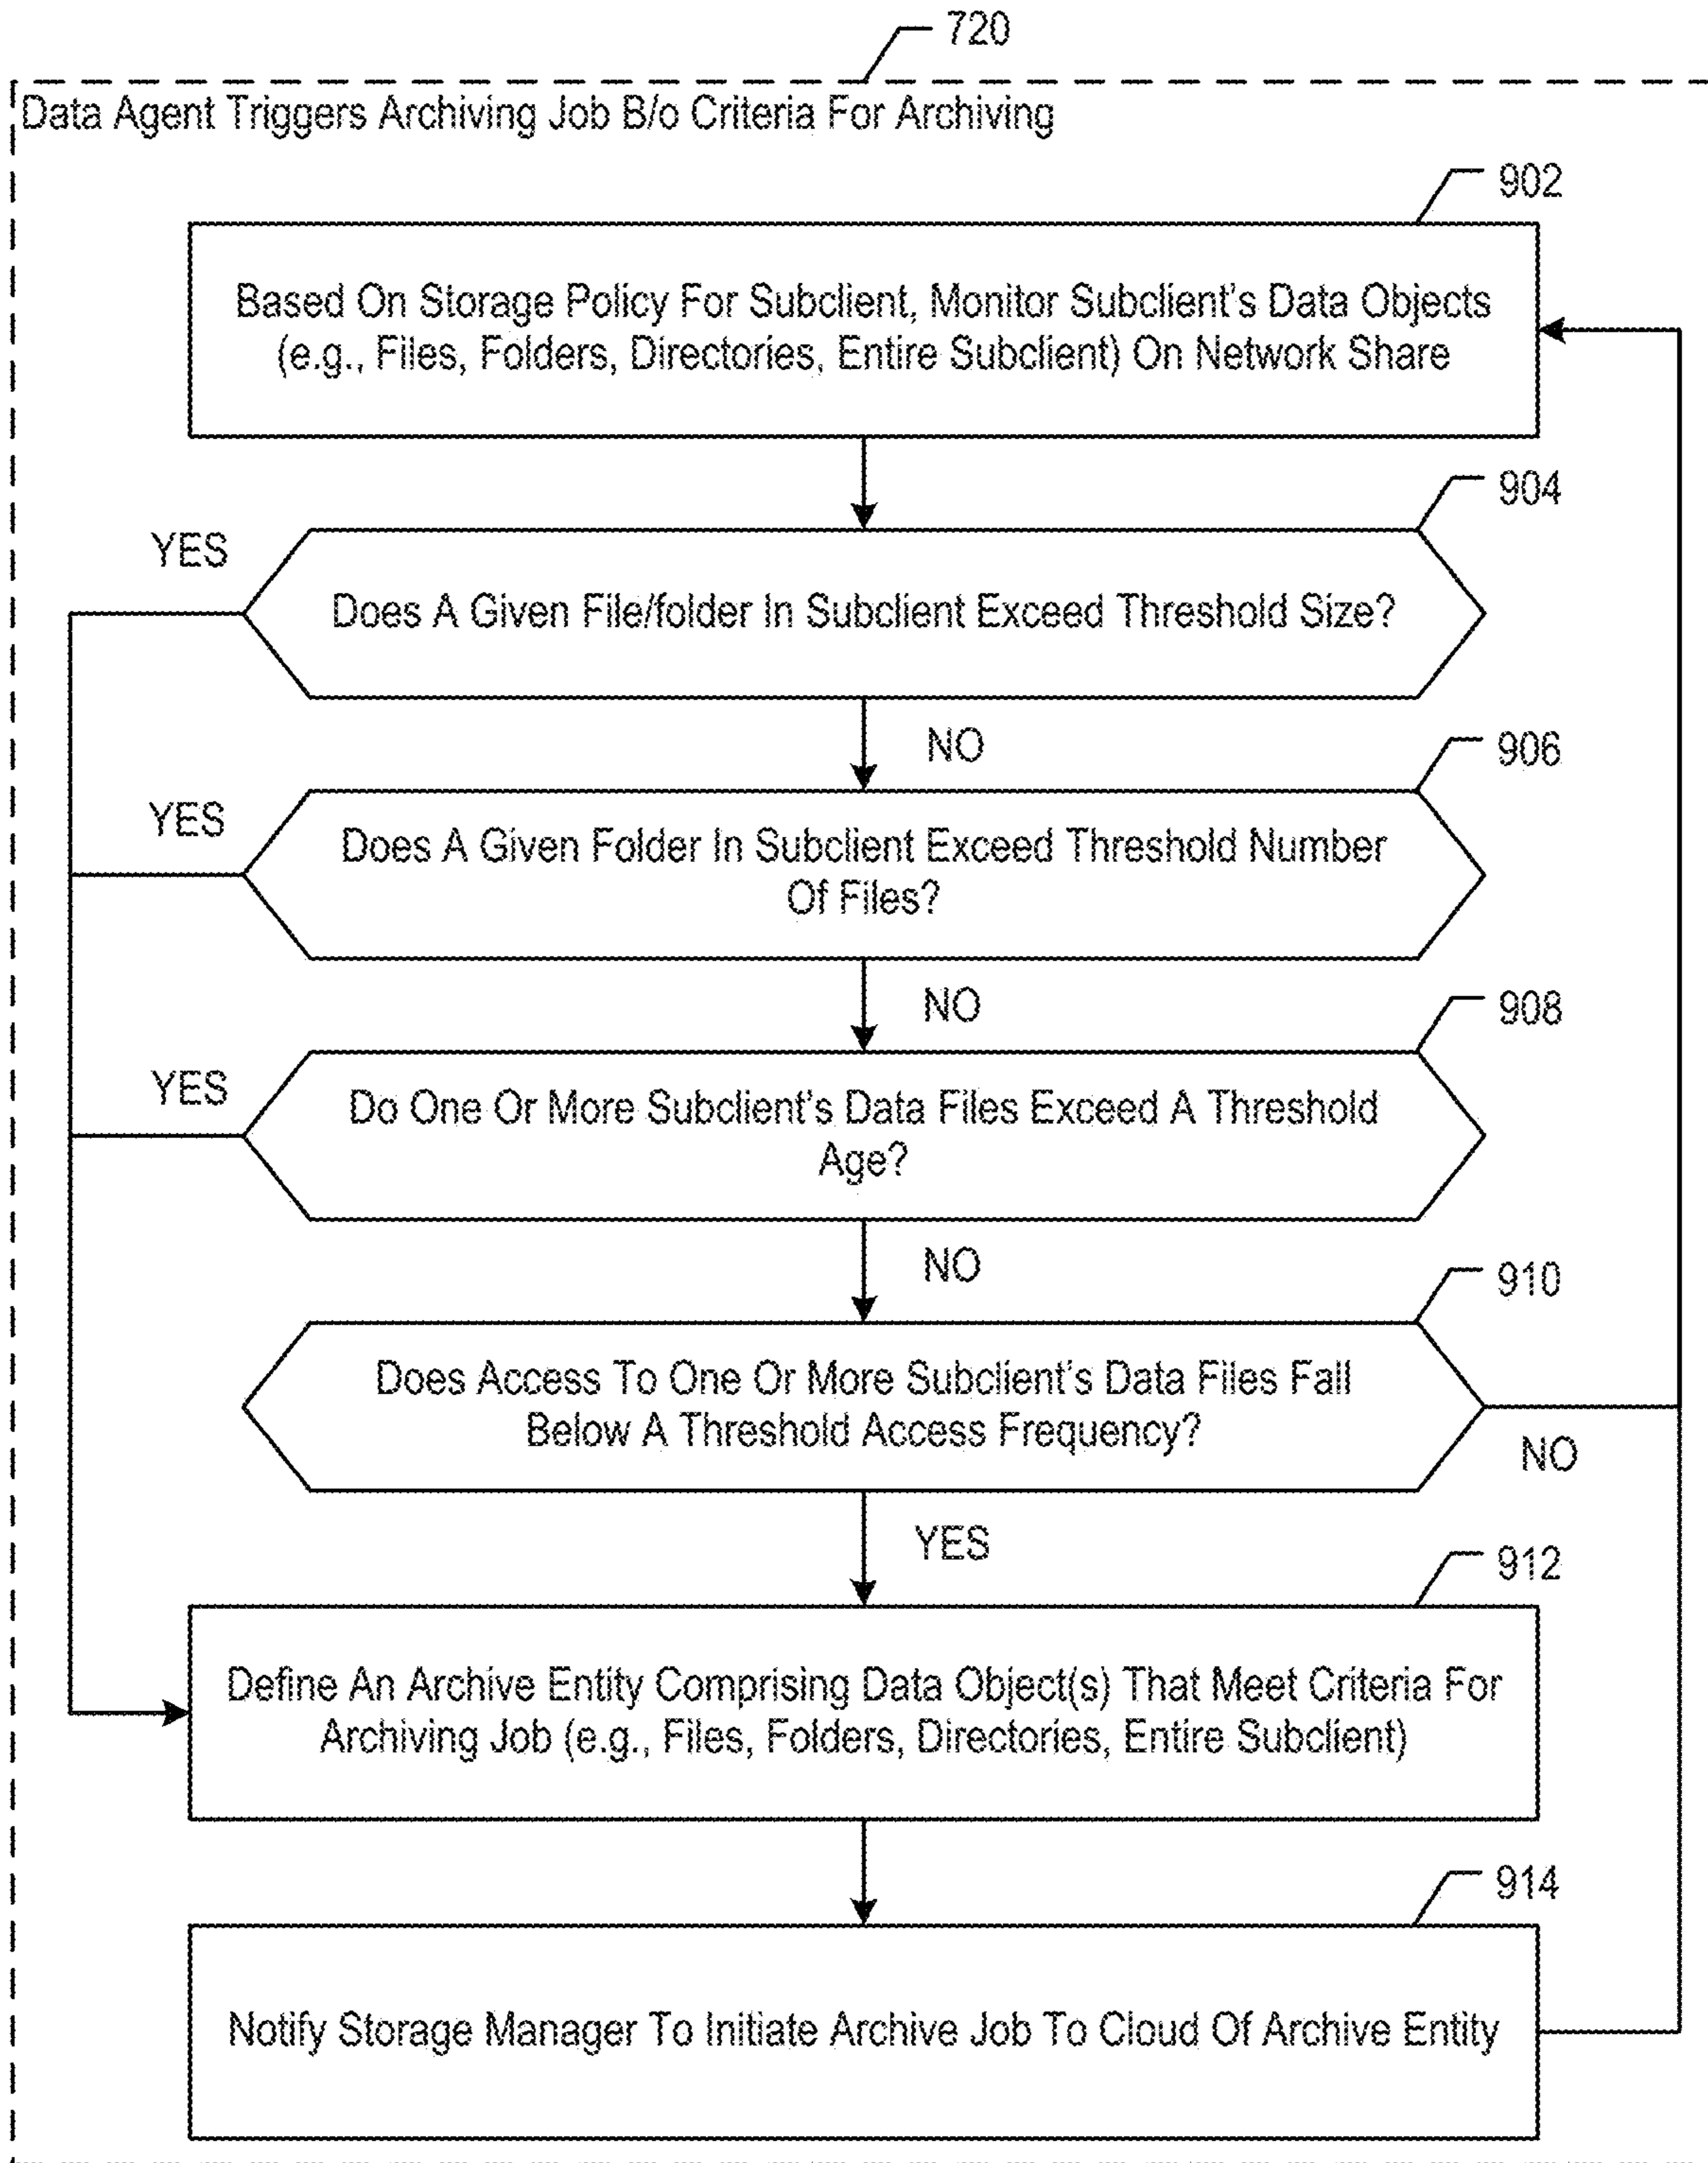 720
Data Agent Triggers Archiving Job B/o Criteria For Archiving
902
Based On Storage Policy For Subclient, Monitor Subclient's Data Objects
(e.g., Files, Folders, Directories, Entire Subclient) On Network Share
904
YES
Does A Given File/folder In Subclient Exceed Threshold Size?
NO
906
YES
Does A Given Folder In Subclient Exceed Threshold Number
Of Files?
NO
908
YES
Do One Or More Subclient's Data Files Exceed A Threshold
Age?
NO
910
Does Access To One Or More Subclient's Data Files Fall
Below A Threshold Access Frequency?
NO
YES
912
Define An Archive Entity Comprising Data Object(s) That Meet Criteria For
Archiving Job (e.g., Files, Folders, Directories, Entire Subclient)
914
Notify Storage Manager To Initiate Archive Job To Cloud Of Archive Entity